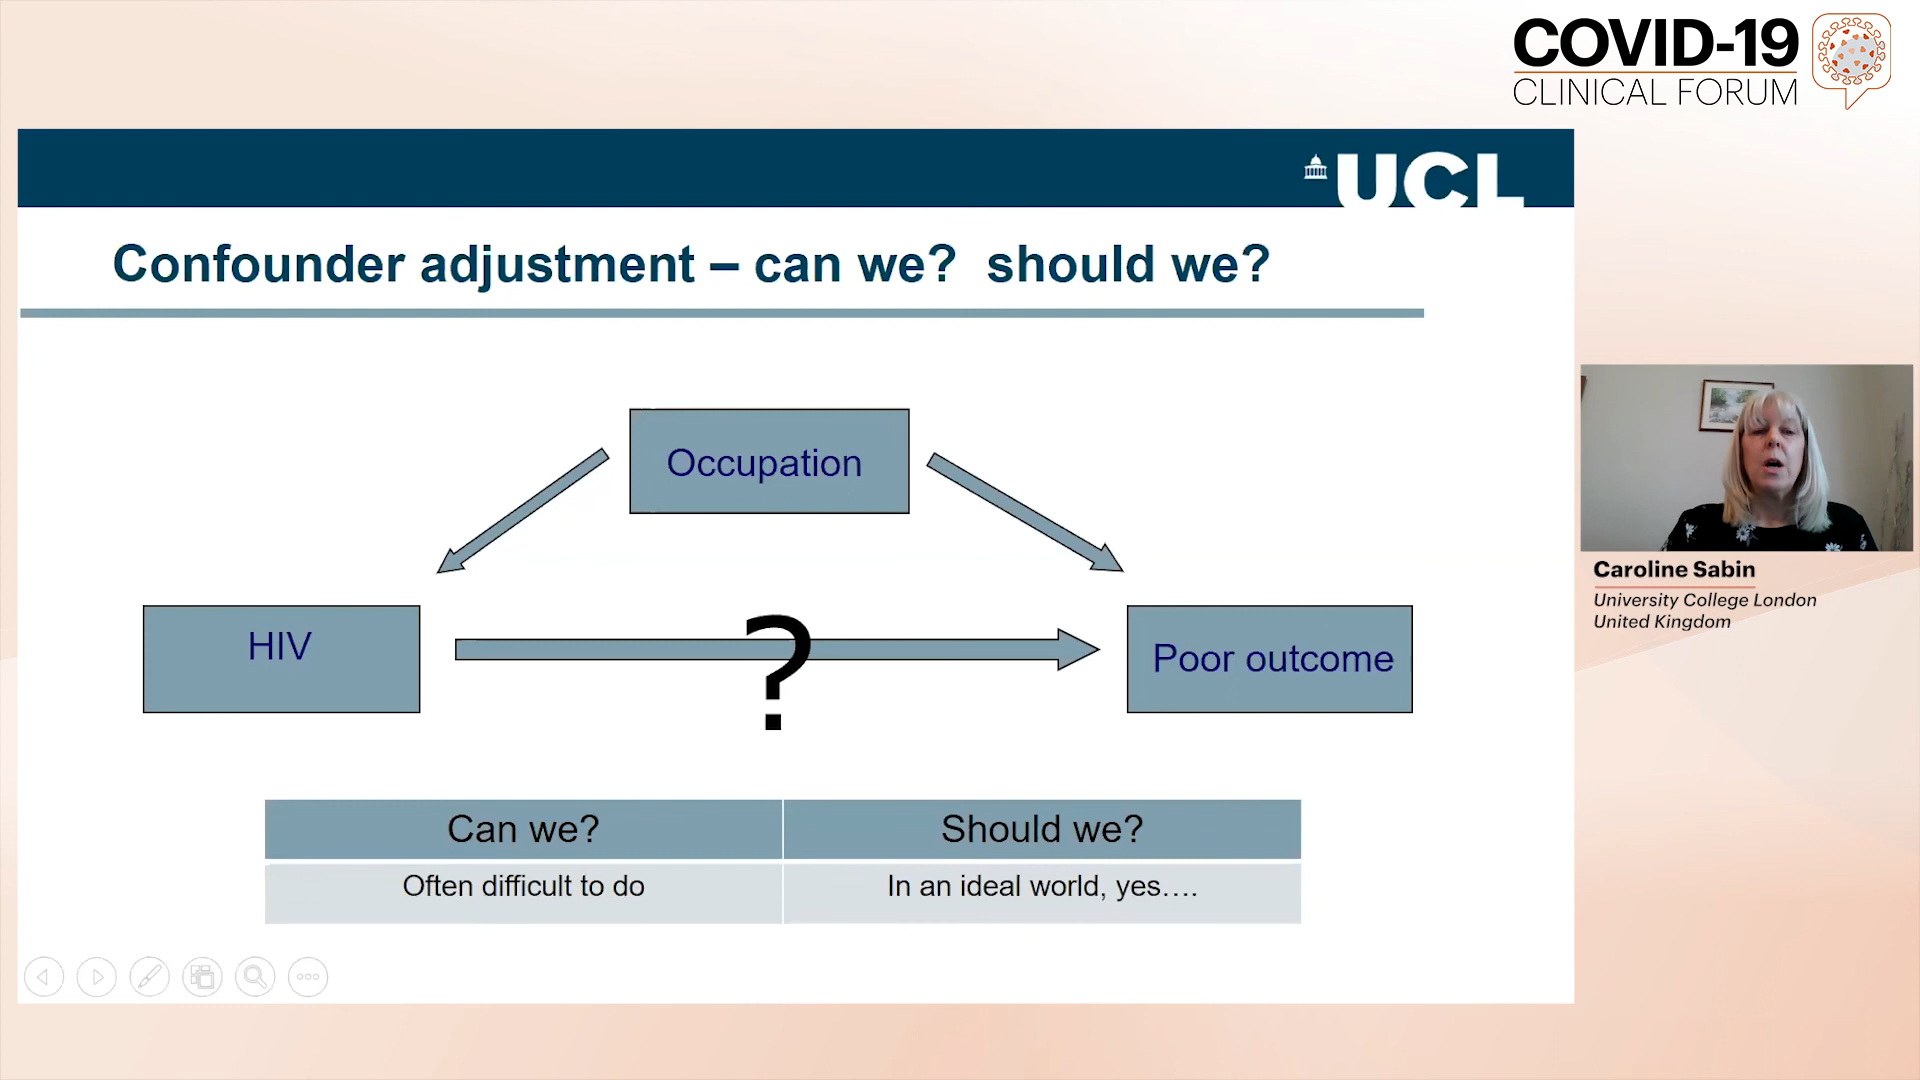 COVID-19
CLINICAL FORUM
UCL
Confounder adjustment – can we?  should we?
Occupation
HIV
?
Poor outcome
Can we?
Should we?
Often difficult to do
In an ideal world, yes….
Caroline Sabin
University College London
United Kingdom